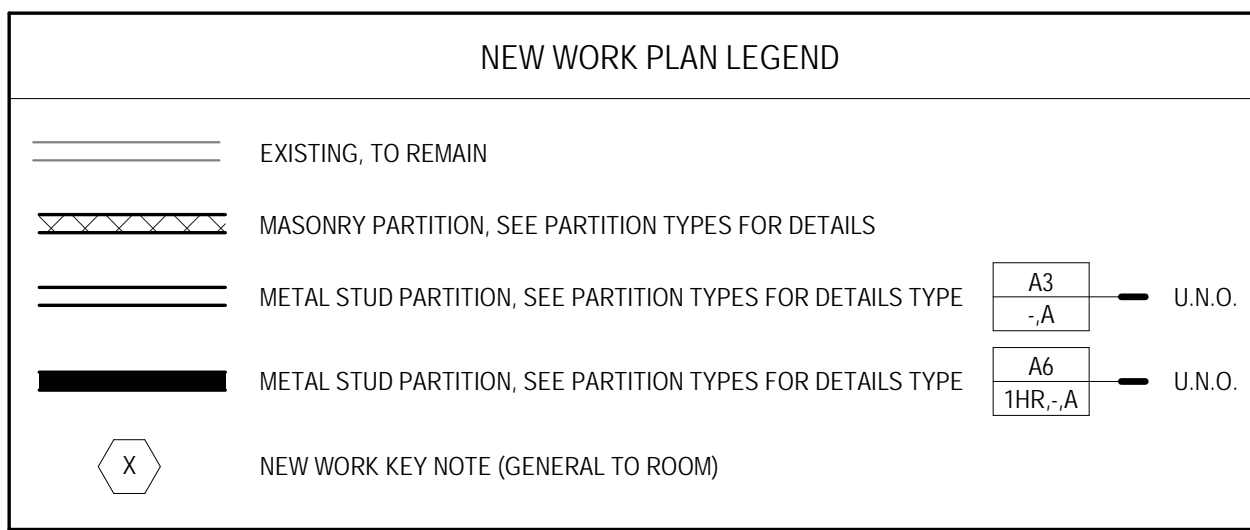 NEW WORK PLAN LEGEND
EXISTING, TO REMAIN
MASONRY PARTITION, SEE PARTITION TYPES FOR DETAILS
METAL STUD PARTITION, SEE PARTITION TYPES FOR DETAILS TYPE A3 U.N.O.
-,A
METAL STUD PARTITION, SEE PARTITION TYPES FOR DETAILS TYPE A6 U.N.O.
1HR,-,A
X NEW WORK KEY NOTE (GENERAL TO ROOM)